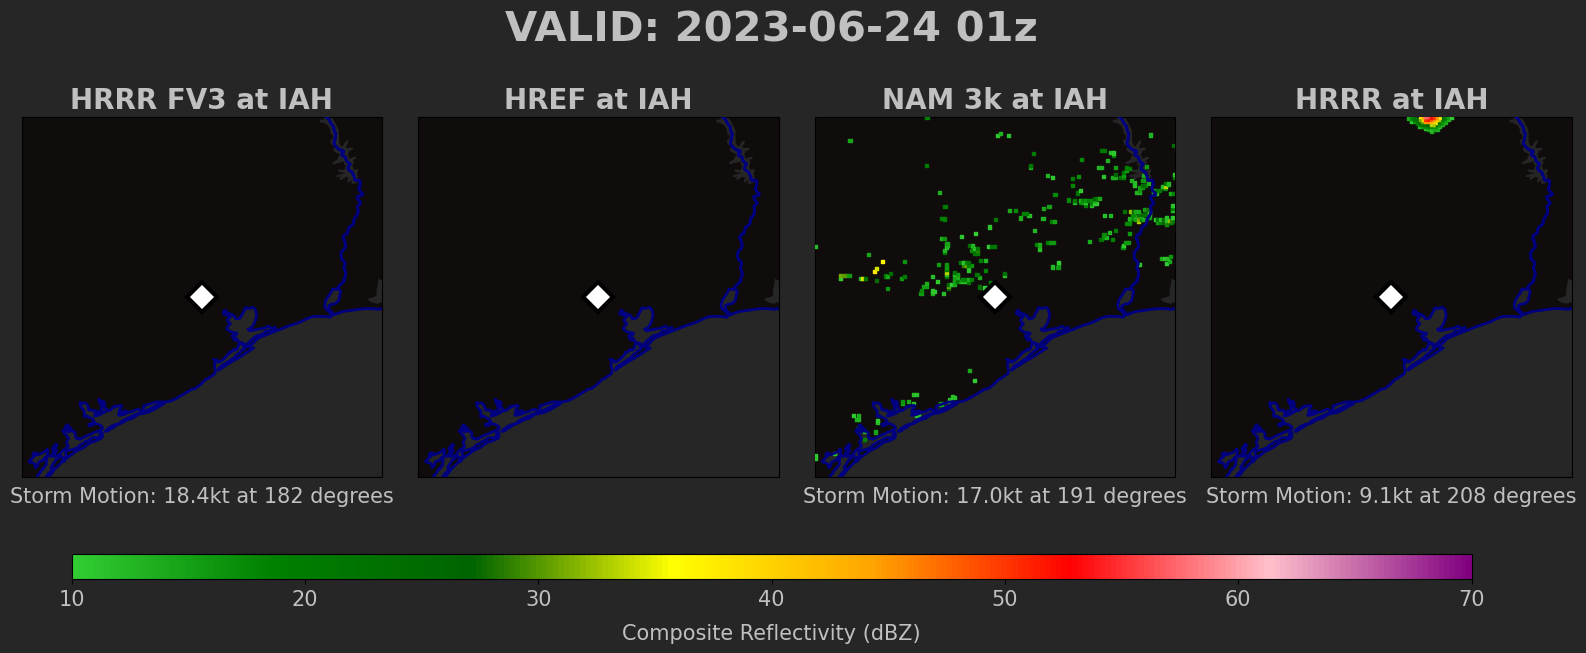 VALID: 2023-06-24 01z
HRRR FV3 at IAH
HREF at IAH
NAM 3k at IAH
HRRR at IAH
Storm Motion: 18.4kt at 182 degrees
Storm Motion: 17.0kt at 191 degrees
Storm Motion: 9.1kt at 208 degrees
10 20 30 40 50 60 70
Composite Reflectivity (dBZ)